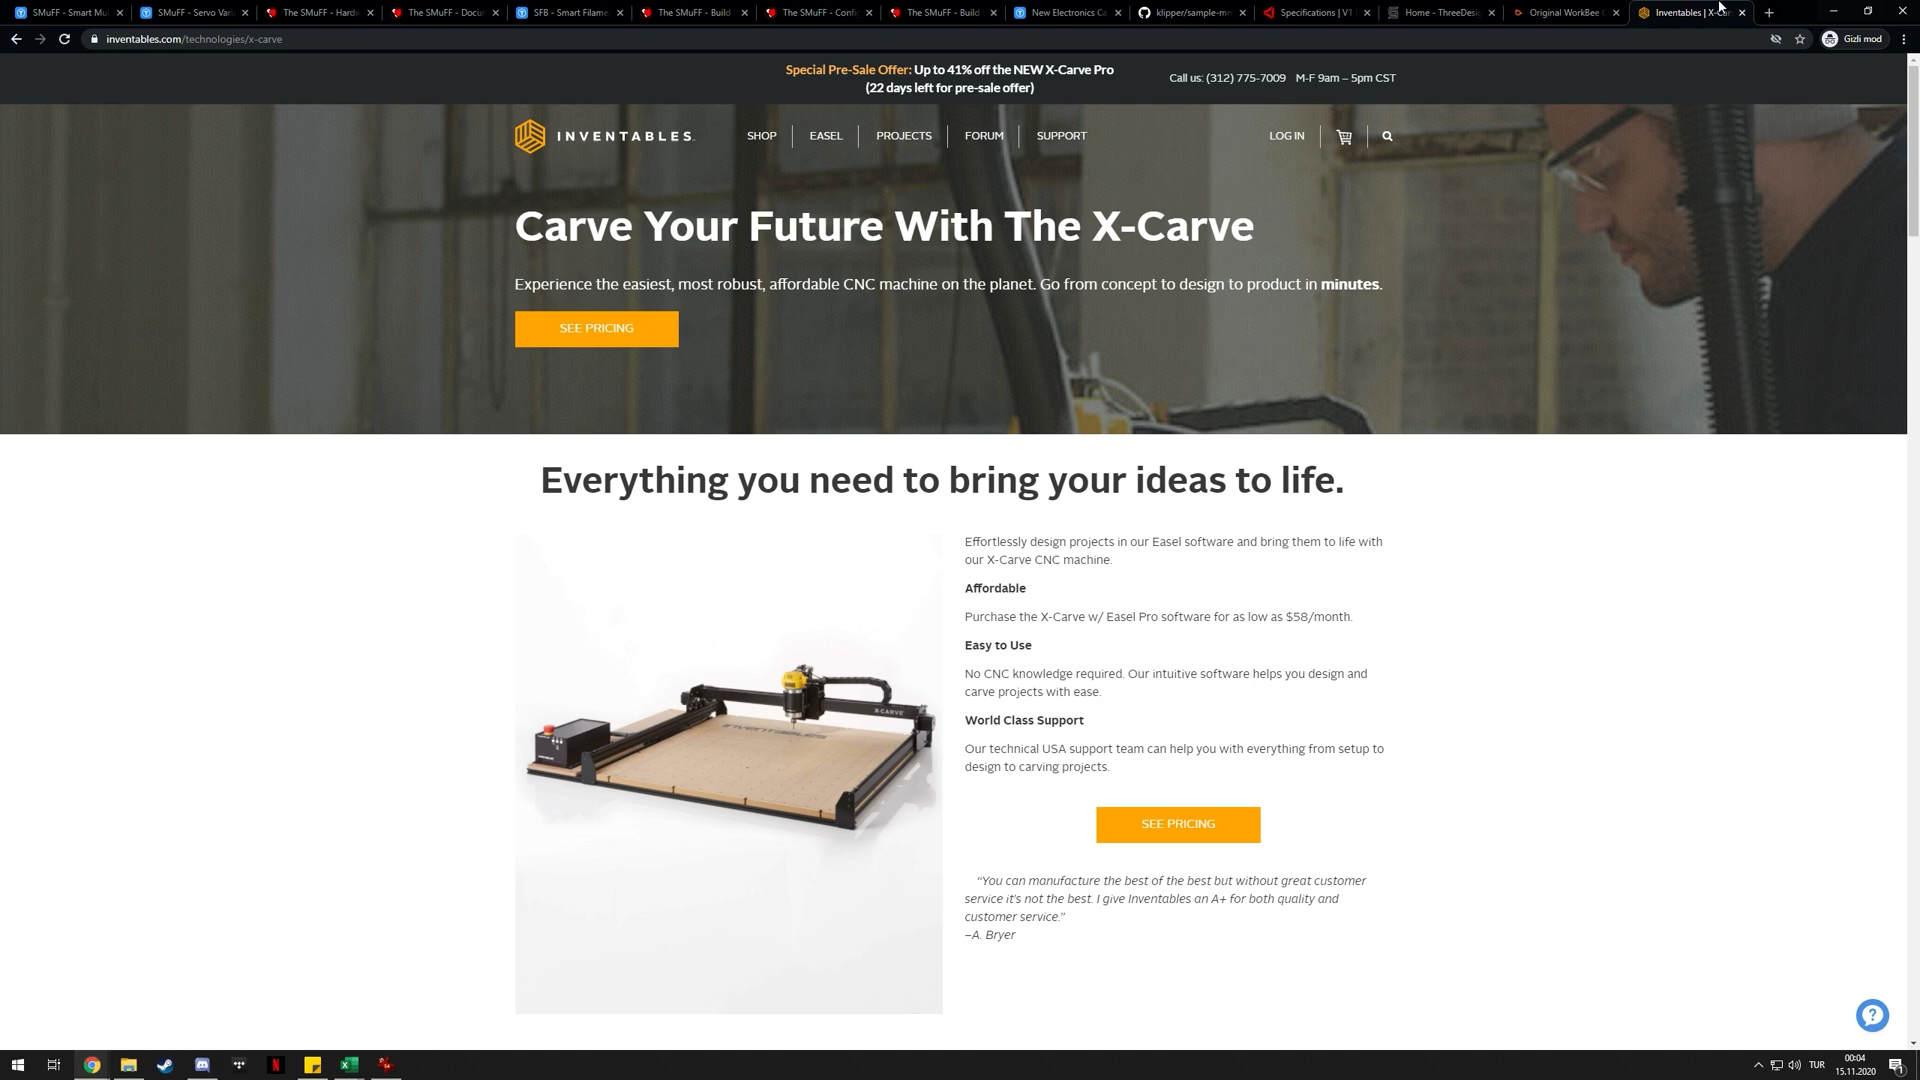 SMuFF - Smart Mu
SMuFF - Servo Vari
The SMuFF - Hardw
The SMuFF - Docum
SFB - Smart Filame
The SMuFF - Build
The SMuFF - Confi
The SMuFF - Build
New Electronics Ca
klipper/sample-m
Specifications | V1
Home - ThreeDesig
Original WorkBee C
Inventables | X-Car
inventables.com/technologies/x-carve
Gizli mod
Special Pre-Sale Offer: Up to 41% off the NEW X-Carve Pro
(22 days left for pre-sale offer)
Call us: (312) 775-7009 M-F 9am – 5pm CST
INVENTABLES
SHOP EASEL PROJECTS FORUM SUPPORT LOG IN
Carve Your Future With The X-Carve
Experience the easiest, most robust, affordable CNC machine on the planet. Go from concept to design to product in minutes.
SEE PRICING
Everything you need to bring your ideas to life.
Effortlessly design projects in our Easel software and bring them to life with
our X-Carve CNC machine.
Affordable
Purchase the X-Carve w/ Easel Pro software for as low as $58/month.
Easy to Use
No CNC knowledge required. Our intuitive software helps you design and
carve projects with ease.
World Class Support
Our technical USA support team can help you with everything from setup to
design to carving projects.
SEE PRICING
“You can manufacture the best of the best but without great customer
service it's not the best. I give Inventables an A+ for both quality and
customer service.”
–A. Bryer
X-CARVE
INVENTABLES
TUR
00:04
15.11.2020